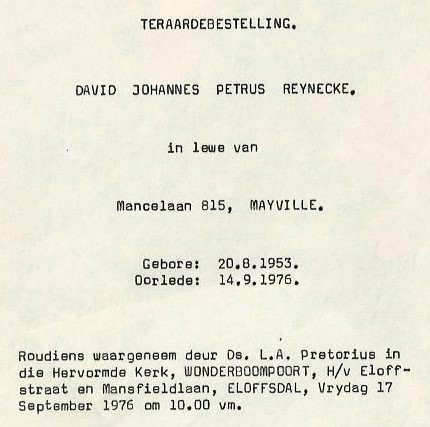 TERAARDEBESTELLING.
DAVID JOHANNES PETRUS REYNECKE.
in lewe van
Mancelaan 815, MAYVILLE.
Gebore: 20.8.1953.
Oorlede: 14.9.1976.
Roudiens waargeneem deur Ds. L.A. Pretorius in
die Hervormde Kerk, WONDERBOOMPOORT, H/v Eloff-
straat en Mansfieldlaan, ELOFFSDAL, Vrydag 17
September 1976 om 10.00 vm.